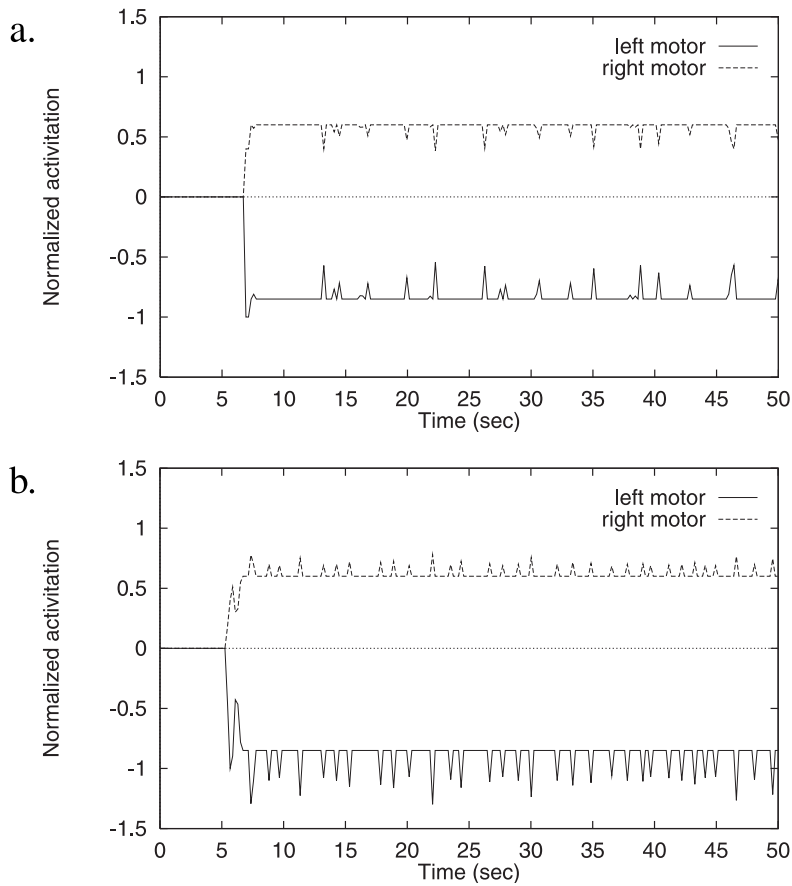 a.
1.5
1
0.5
0
-0.5
-1
-1.5
Normalized activitation
left motor
right motor
0 5 10 15 20 25 30 35 40 45 50
Time (sec)
b.
1.5
1
0.5
0
-0.5
-1
-1.5
Normalized activitation
left motor
right motor
0 5 10 15 20 25 30 35 40 45 50
Time (sec)